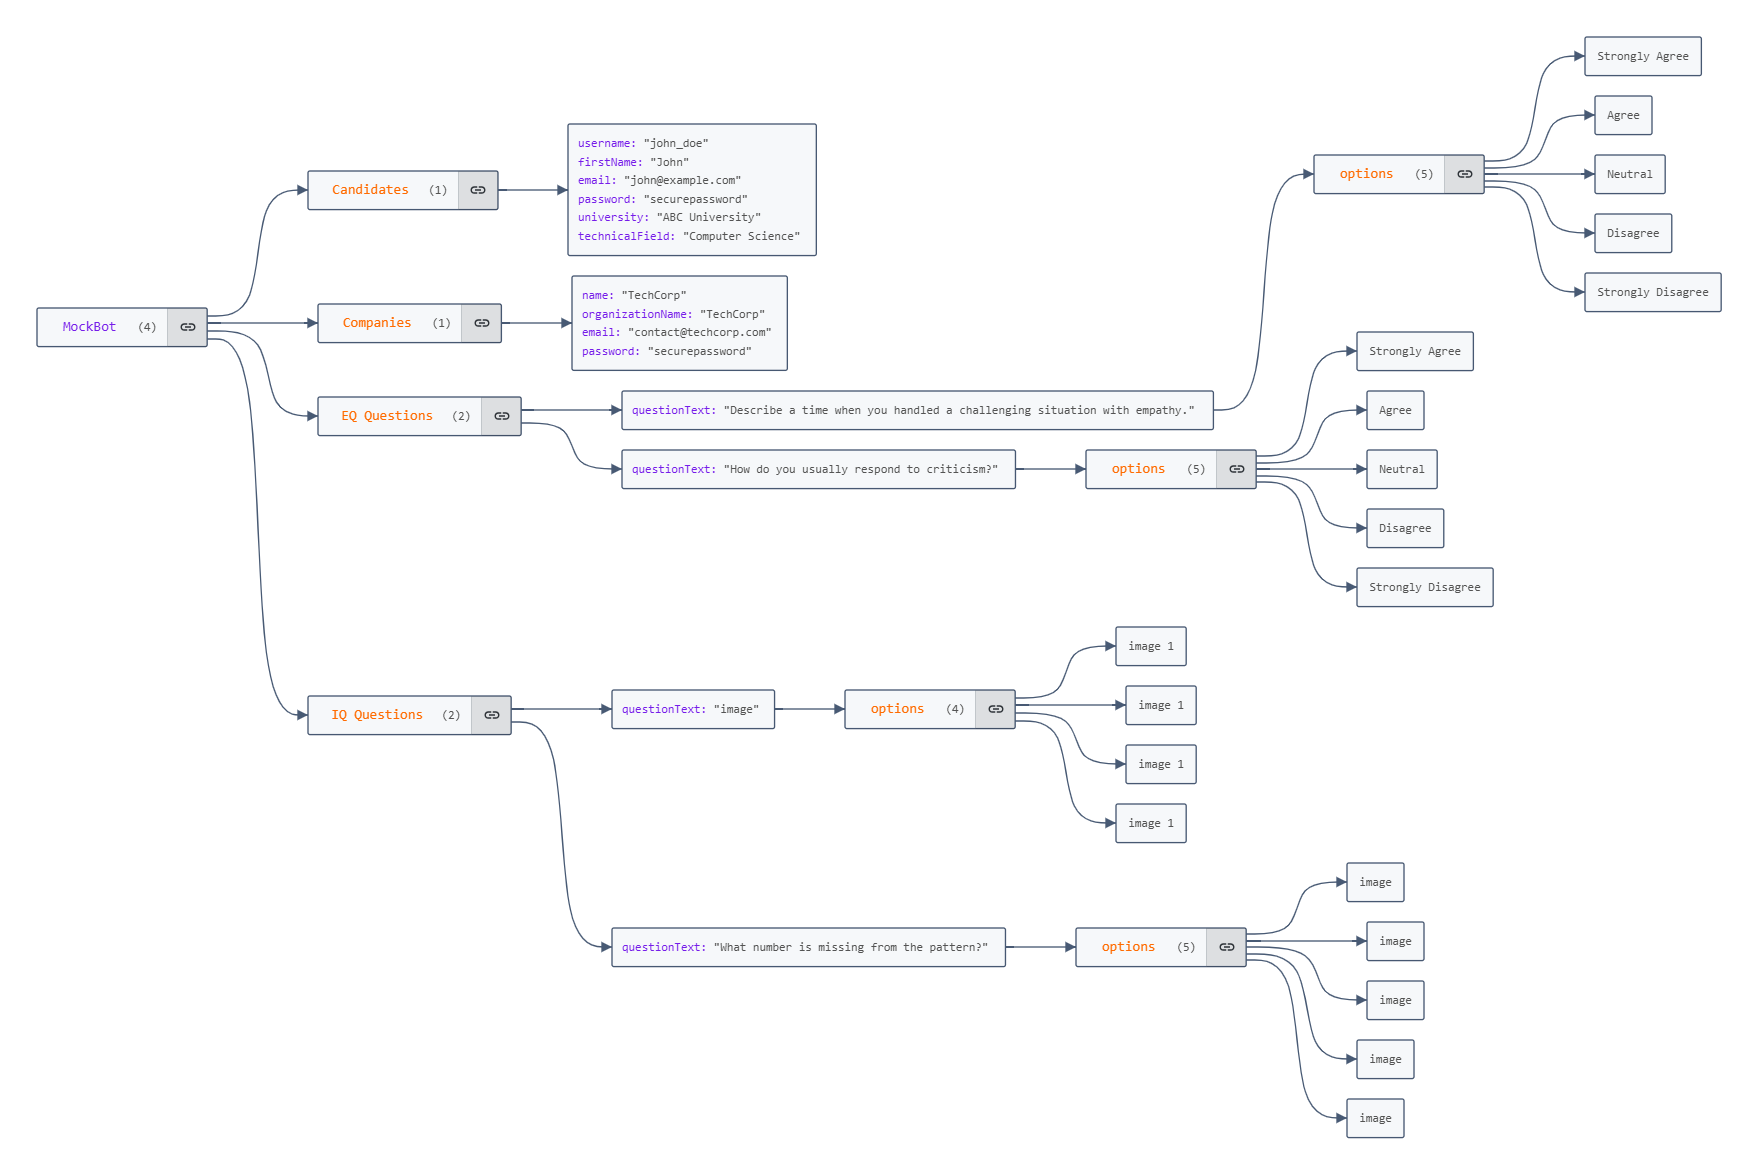 MockBot (4)
Candidates (1)
username: "john_doe"
firstName: "John"
email: "john@example.com"
password: "securepassword"
university: "ABC University"
technicalField: "Computer Science"
Companies (1)
name: "TechCorp"
organizationName: "TechCorp"
email: "contact@techcorp.com"
password: "securepassword"
EQ Questions (2)
questionText: "Describe a time when you handled a challenging situation with empathy."
options (5)
Strongly Agree
Agree
Neutral
Disagree
Strongly Disagree
questionText: "How do you usually respond to criticism?"
options (5)
Strongly Agree
Agree
Neutral
Disagree
Strongly Disagree
IQ Questions (2)
questionText: "image"
options (4)
image 1
image 1
image 1
image 1
questionText: "What number is missing from the pattern?"
options (5)
image
image
image
image
image